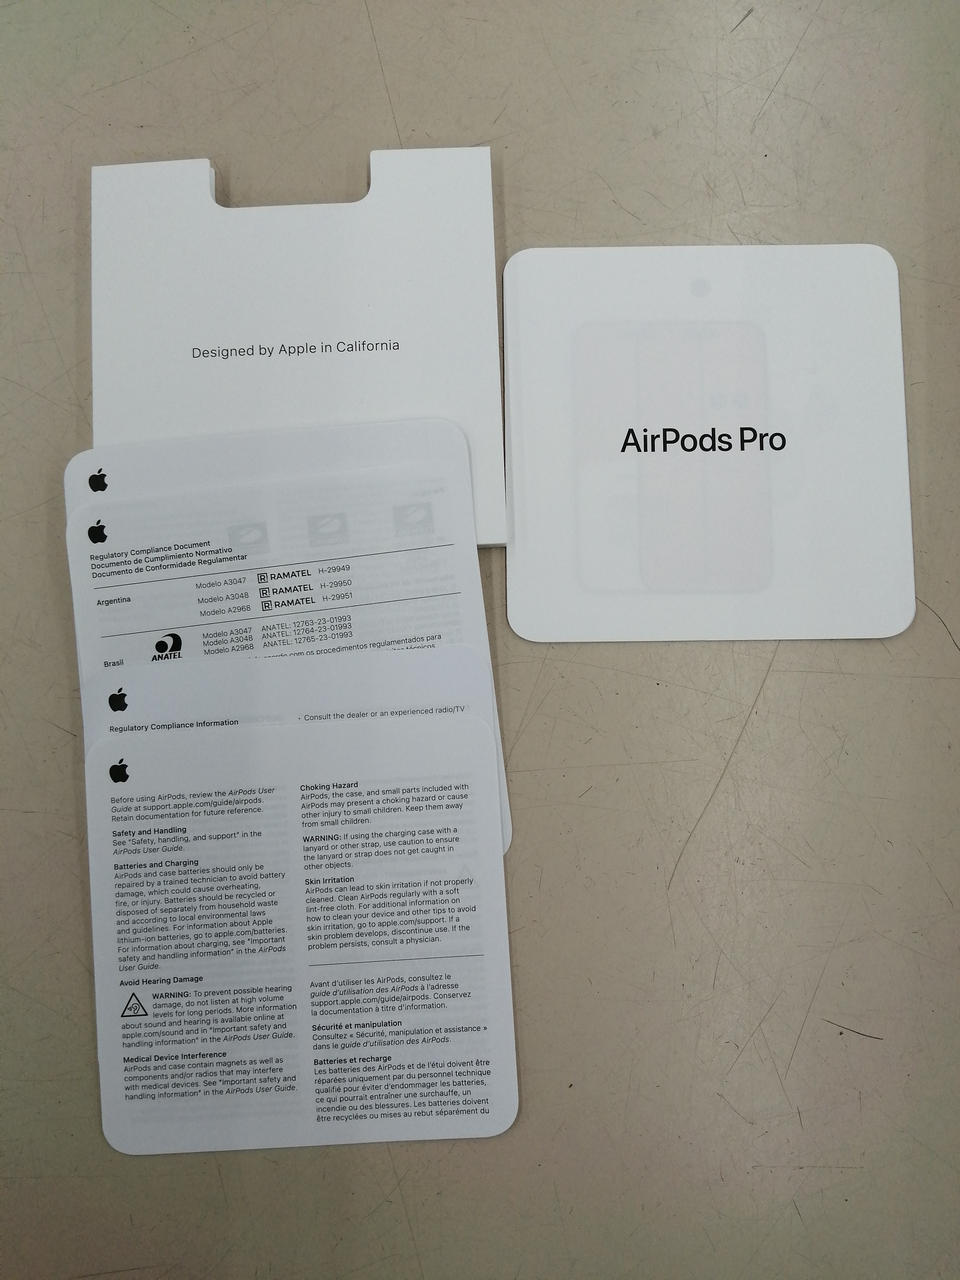 Designed by Apple in California
AirPods Pro
Regulatory Compliance Document
Documento de Cumplimiento Normativo
Documento de Conformidade Regulamentar
Argentina
Modelo A3047 R RAMATEL H-29949
Modelo A3048 R RAMATEL H-29950
Modelo A2968 R RAMATEL H-29951
Brasil
ANATEL
Modelo A3047 ANATEL: 12763-23-01993
Modelo A3048 ANATEL: 12764-23-01993
Modelo A2968 ANATEL: 12765-23-01993
acordo com os procedimentos regulamentados para
Regulatory Compliance Information
• Consult the dealer or an experienced radio/TV
Before using AirPods, review the AirPods User
Guide at support.apple.com/guide/airpods.
Retain documentation for future reference.
Safety and Handling
See "Safety, handling, and support" in the
AirPods User Guide.
Batteries and Charging
AirPods and case batteries should only be
repaired by a trained technician to avoid battery
damage, which could cause overheating,
fire, or injury. Batteries should be recycled or
disposed of separately from household waste
and according to local environmental laws
and guidelines. For information about Apple
lithium-ion batteries, go to apple.com/batteries.
For information about charging, see "Important
safety and handling information" in the AirPods
User Guide.
Avoid Hearing Damage
WARNING: To prevent possible hearing
damage, do not listen at high volume
levels for long periods. More information
about sound and hearing is available online at
apple.com/sound and in "Important safety and
handling information" in the AirPods User Guide.
Medical Device Interference
AirPods and case contain magnets as well as
components and/or radios that may interfere
with medical devices. See "Important safety and
handling information" in the AirPods User Guide.
Choking Hazard
AirPods, the case, and small parts included with
AirPods may present a choking hazard or cause
other injury to small children. Keep them away
from small children.
WARNING: If using the charging case with a
lanyard or other strap, use caution to ensure
the lanyard or strap does not get caught in
other objects.
Skin Irritation
AirPods can lead to skin irritation if not properly
cleaned. Clean AirPods regularly with a soft
lint-free cloth. For additional information on
how to clean your device and other tips to avoid
skin irritation, go to apple.com/support. If a
skin problem develops, discontinue use. If the
problem persists, consult a physician.
Avant d'utiliser les AirPods, consultez le
guide d'utilisation des AirPods à l'adresse
support.apple.com/guide/airpods. Conservez
la documentation à titre d'information.
Sécurité et manipulation
Consultez « Sécurité, manipulation et assistance »
dans le guide d'utilisation des AirPods.
Batteries et recharge
Les batteries des AirPods et de l'étui doivent être
réparées uniquement par du personnel technique
qualifié pour éviter d'endommager les batteries,
ce qui pourrait entraîner une surchauffe, un
incendie ou des blessures. Les batteries doivent
être recyclées ou mises au rebut séparément du